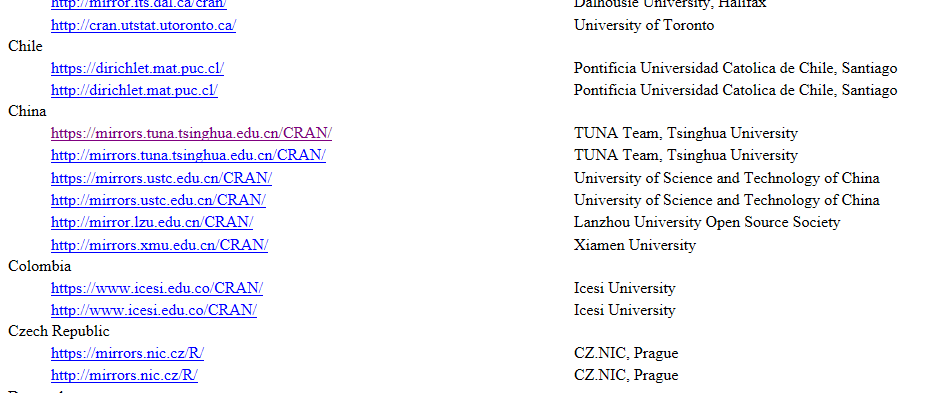 http://mirror.its.dal.ca/cran/ Dalhousie University, Halifax
http://cran.utstat.utoronto.ca/ University of Toronto
Chile
https://dirichlet.mat.puc.cl/ Pontificia Universidad Catolica de Chile, Santiago
http://dirichlet.mat.puc.cl/ Pontificia Universidad Catolica de Chile, Santiago
China
https://mirrors.tuna.tsinghua.edu.cn/CRAN/ TUNA Team, Tsinghua University
http://mirrors.tuna.tsinghua.edu.cn/CRAN/ TUNA Team, Tsinghua University
https://mirrors.ustc.edu.cn/CRAN/ University of Science and Technology of China
http://mirrors.ustc.edu.cn/CRAN/ University of Science and Technology of China
http://mirror.lzu.edu.cn/CRAN/ Lanzhou University Open Source Society
http://mirrors.xmu.edu.cn/CRAN/ Xiamen University
Colombia
https://www.icesi.edu.co/CRAN/ Icesi University
http://www.icesi.edu.co/CRAN/ Icesi University
Czech Republic
https://mirrors.nic.cz/R/ CZ.NIC, Prague
http://mirrors.nic.cz/R/ CZ.NIC, Prague